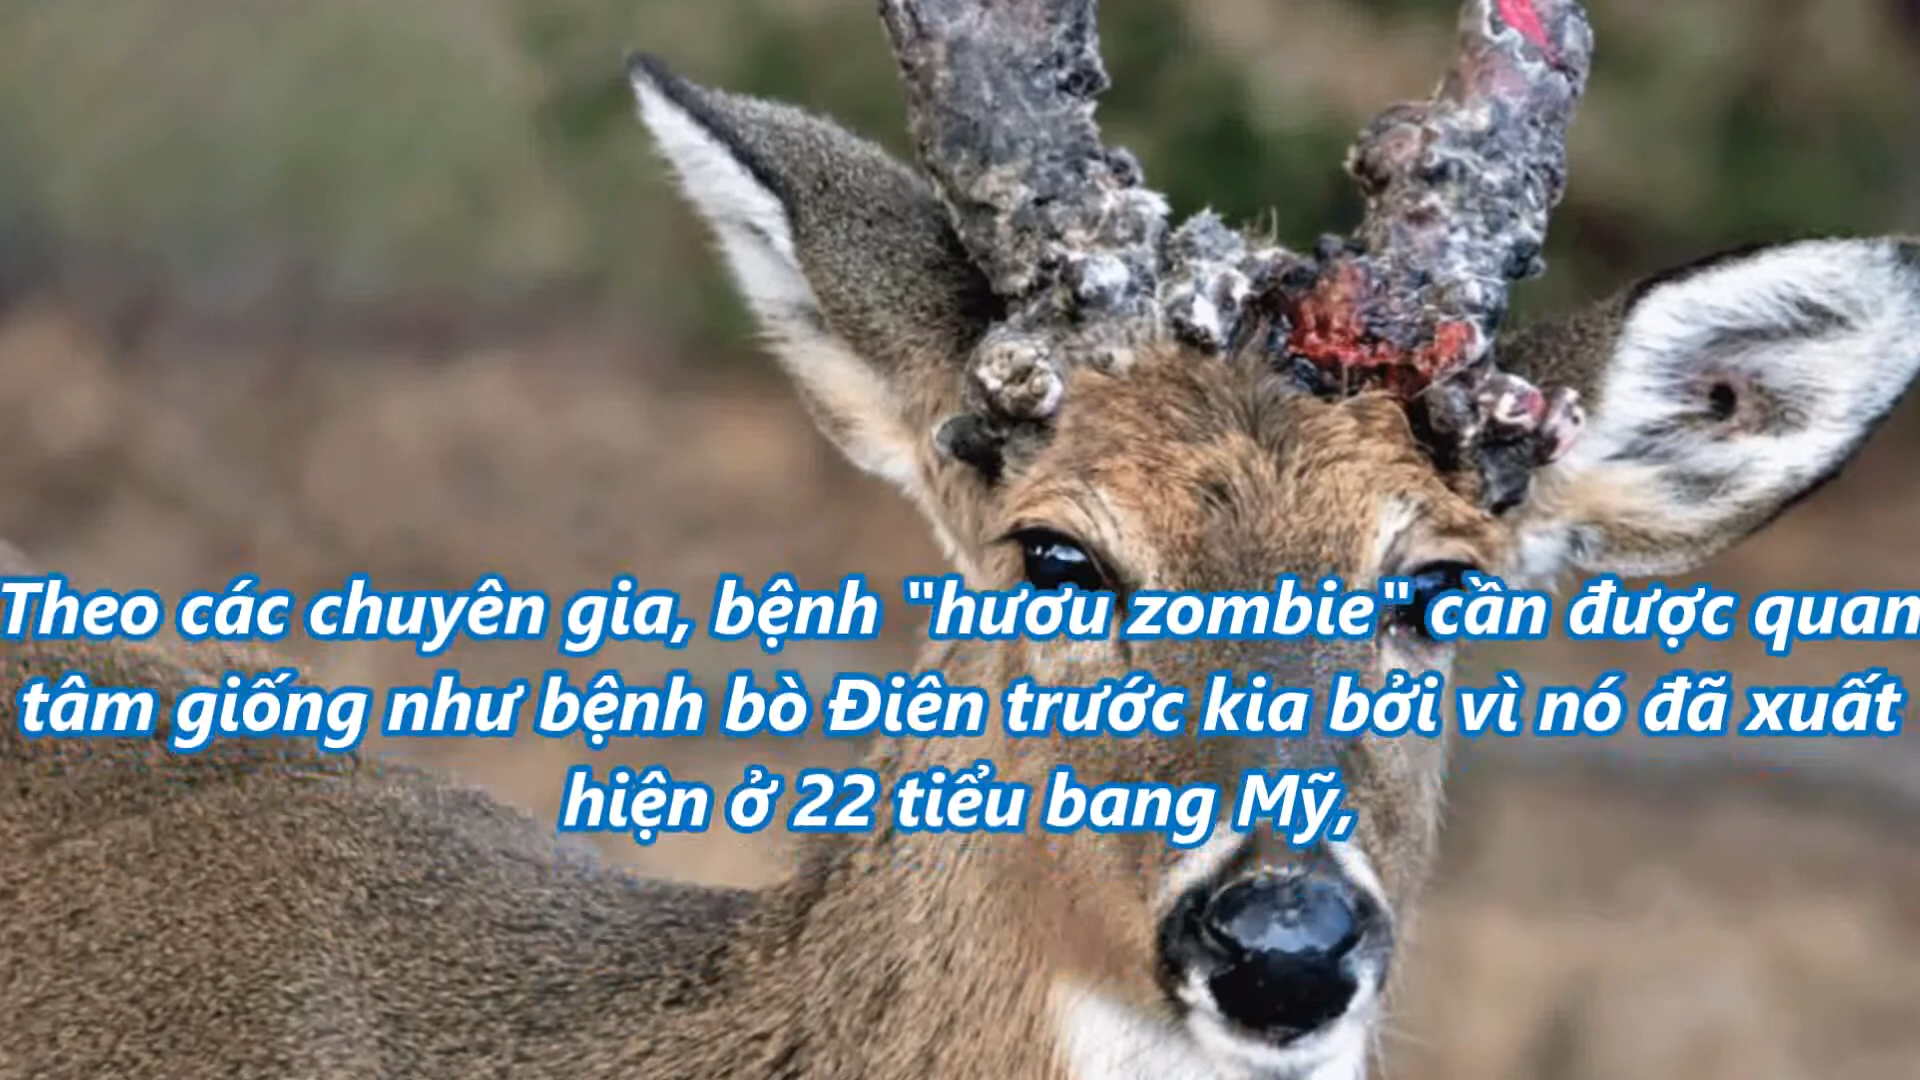 Theo các chuyên gia, bệnh "hươu zombie" cần được quan
tâm giống như bệnh bò Điên trước kia bởi vì nó đã xuất
hiện ở 22 tiểu bang Mỹ,